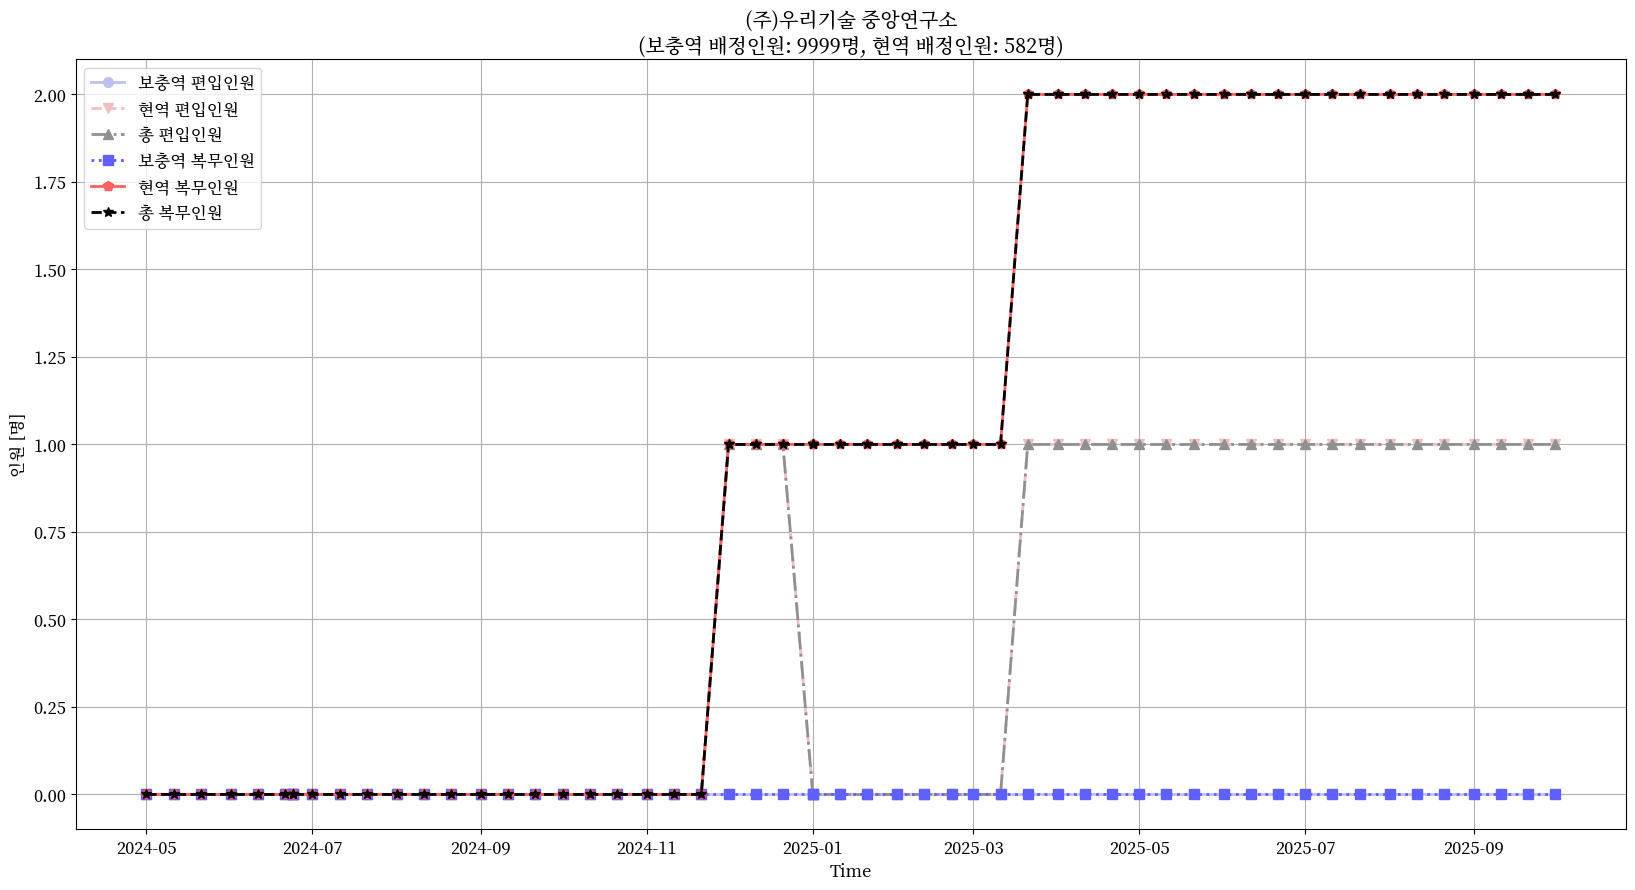 (주)우리기술 중앙연구소
(보충역 배정인원: 9999명, 현역 배정인원: 582명)
보충역 편입인원
현역 편입인원
총 편입인원
보충역 복무인원
현역 복무인원
총 복무인원
인원 [명]
2.00
1.75
1.50
1.25
1.00
0.75
0.50
0.25
0.00
2024-05 2024-07 2024-09 2024-11 2025-01 2025-03 2025-05 2025-07 2025-09
Time